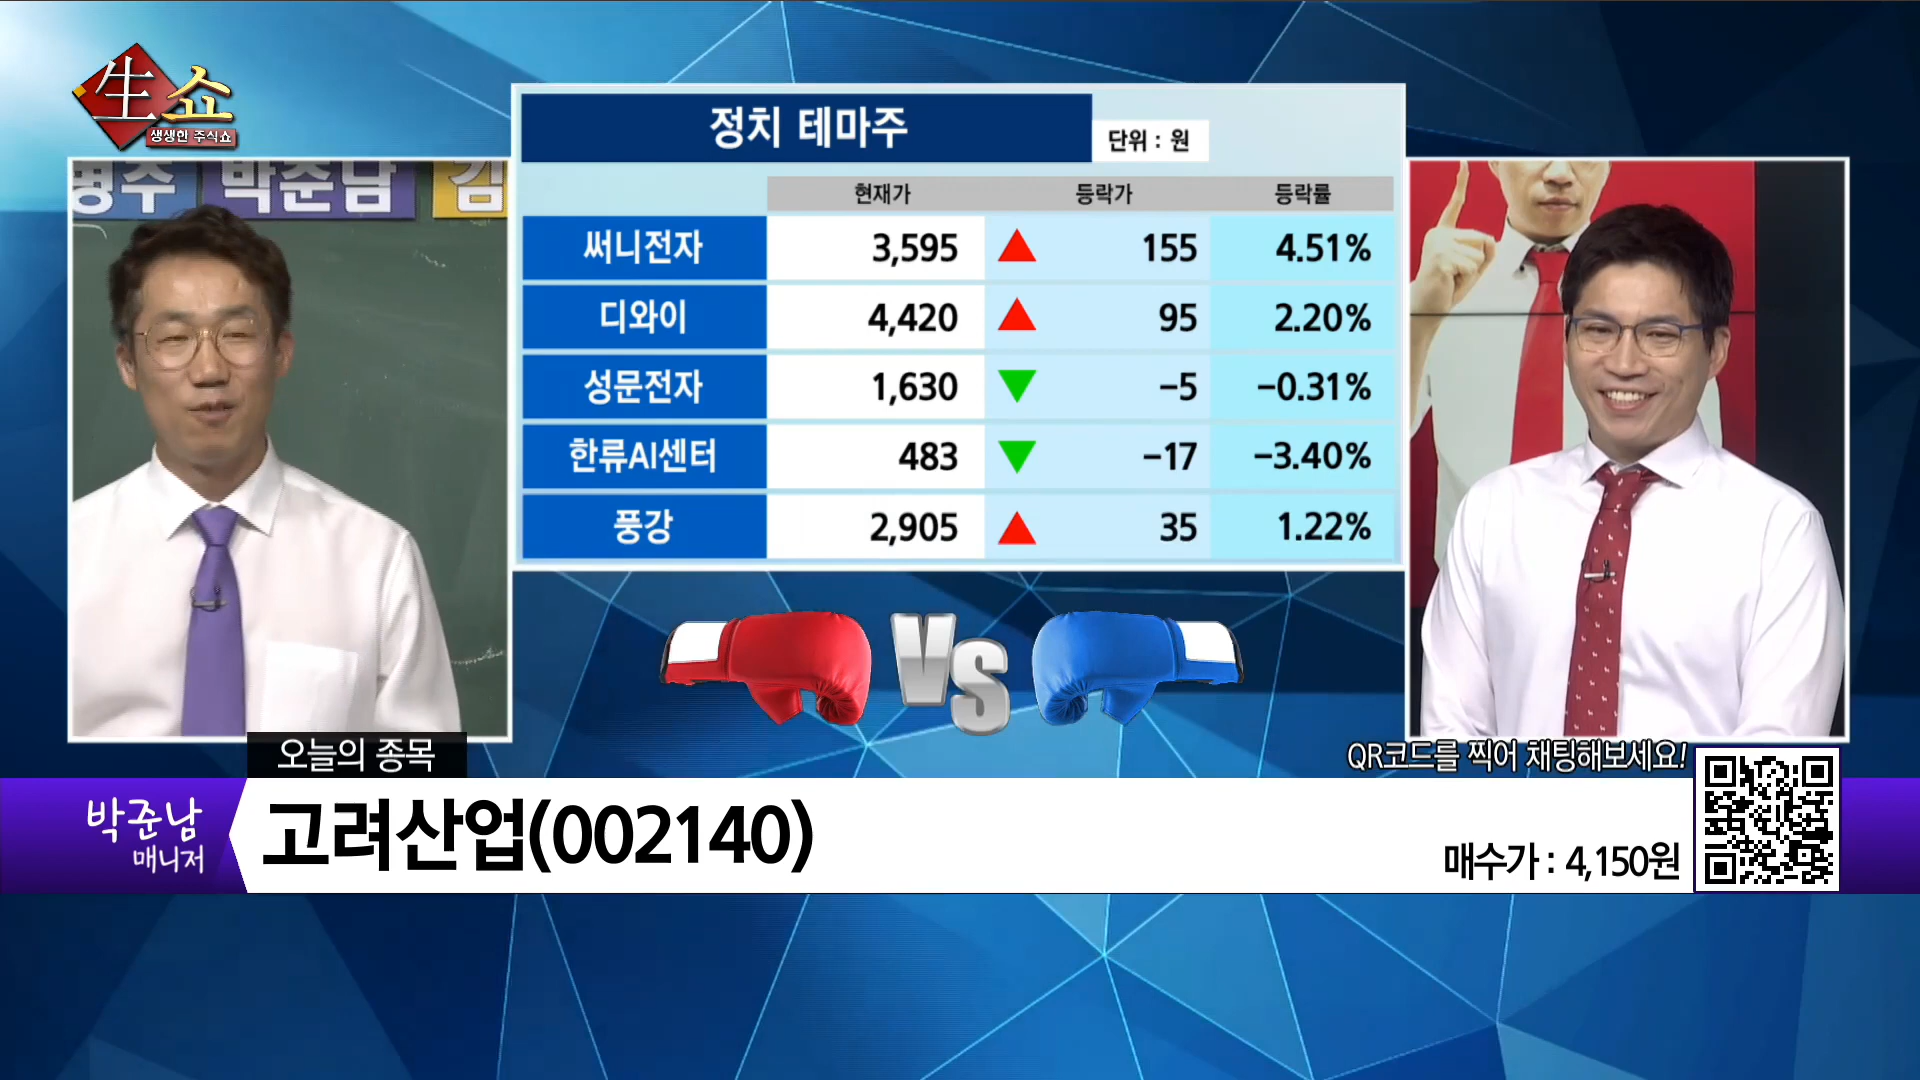 生쇼
생생한 주식쇼
병주 박준남 김
정치 테마주
단위 : 원
현재가 등락가 등락률
써니전자 3,595 ▲ 155 4.51%
디와이 4,420 ▲ 95 2.20%
성문전자 1,630 ▼ -5 -0.31%
한류AI센터 483 ▼ -17 -3.40%
풍강 2,905 ▲ 35 1.22%
VS
오늘의 종목
QR코드를 찍어 채팅해보세요!
박준남
매니저
고려산업(002140)
매수가 : 4,150원